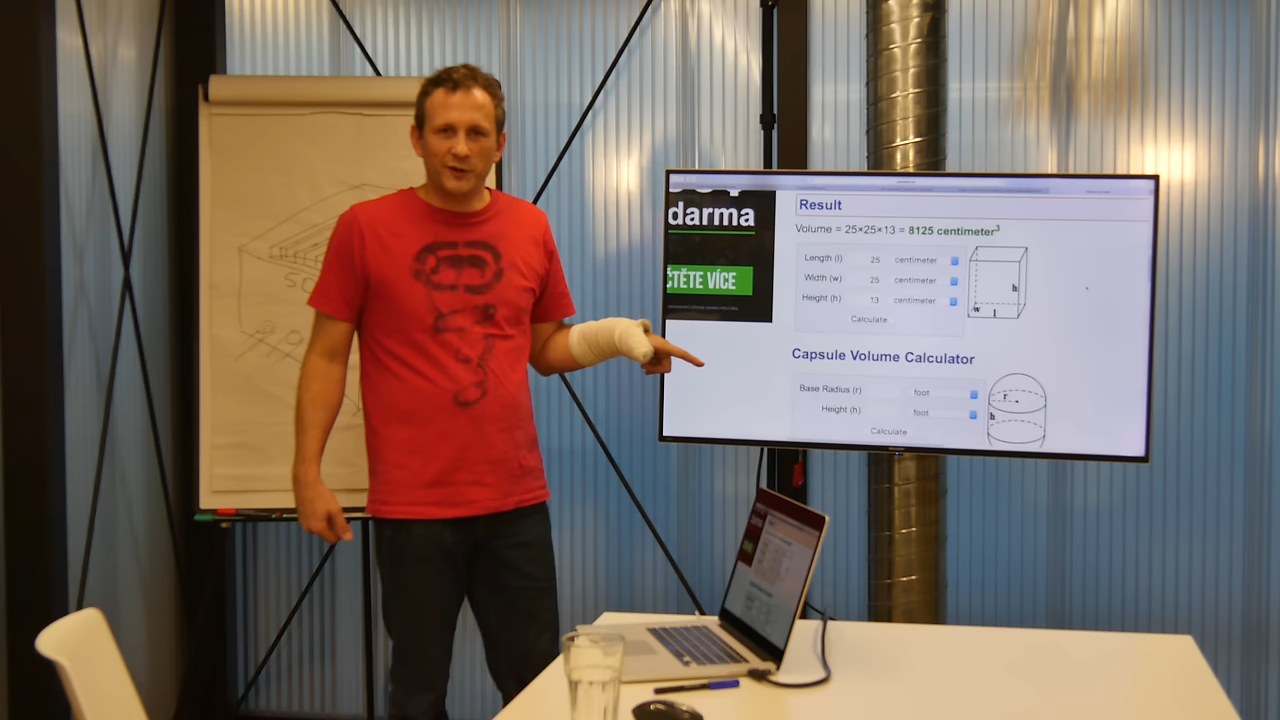 darma
ČTĚTE VÍCE
Result
Volume = 25×25×13 = 8125 centimeter³
Length (l) 25 centimeter
Width (w) 25 centimeter
Height (h) 13 centimeter
Calculate
h
w
l
Capsule Volume Calculator
Base Radius (r) foot
Height (h) foot
Calculate
r
h